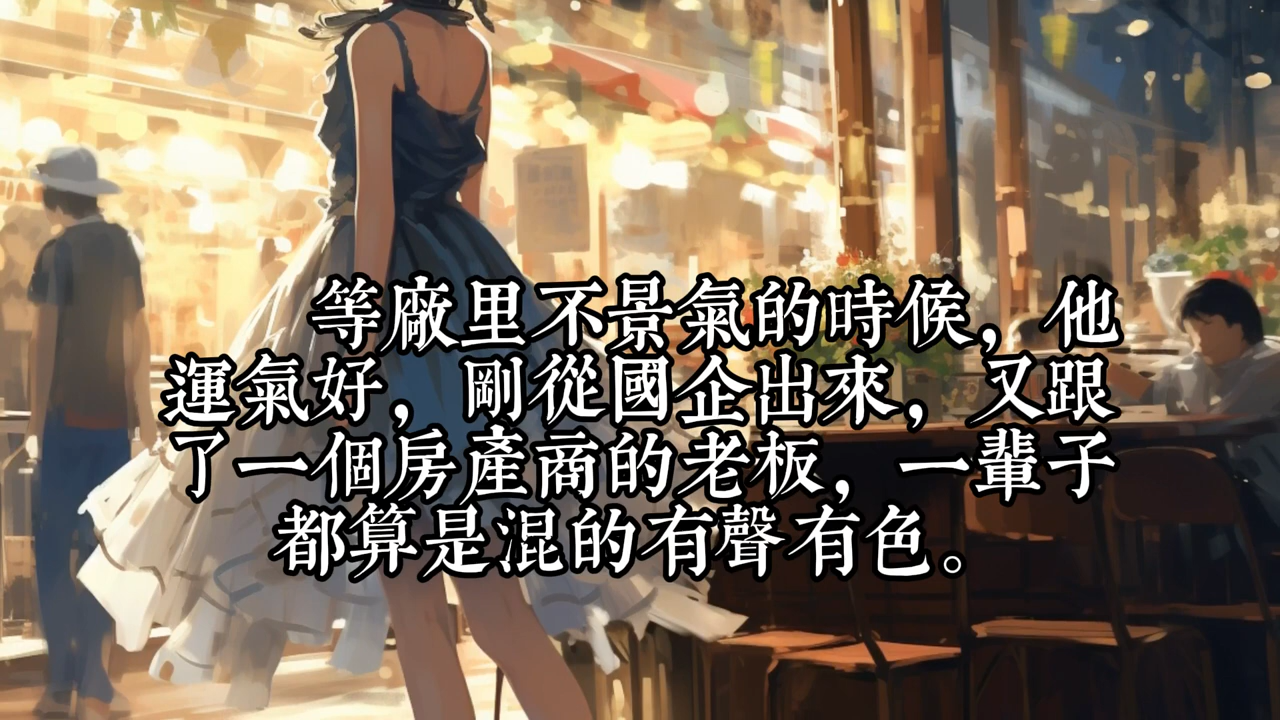 等廠里不景氣的時候，他
運氣好，剛從國企出來，又跟
了一個房產商的老板，一輩子
都算是混的有聲有色。